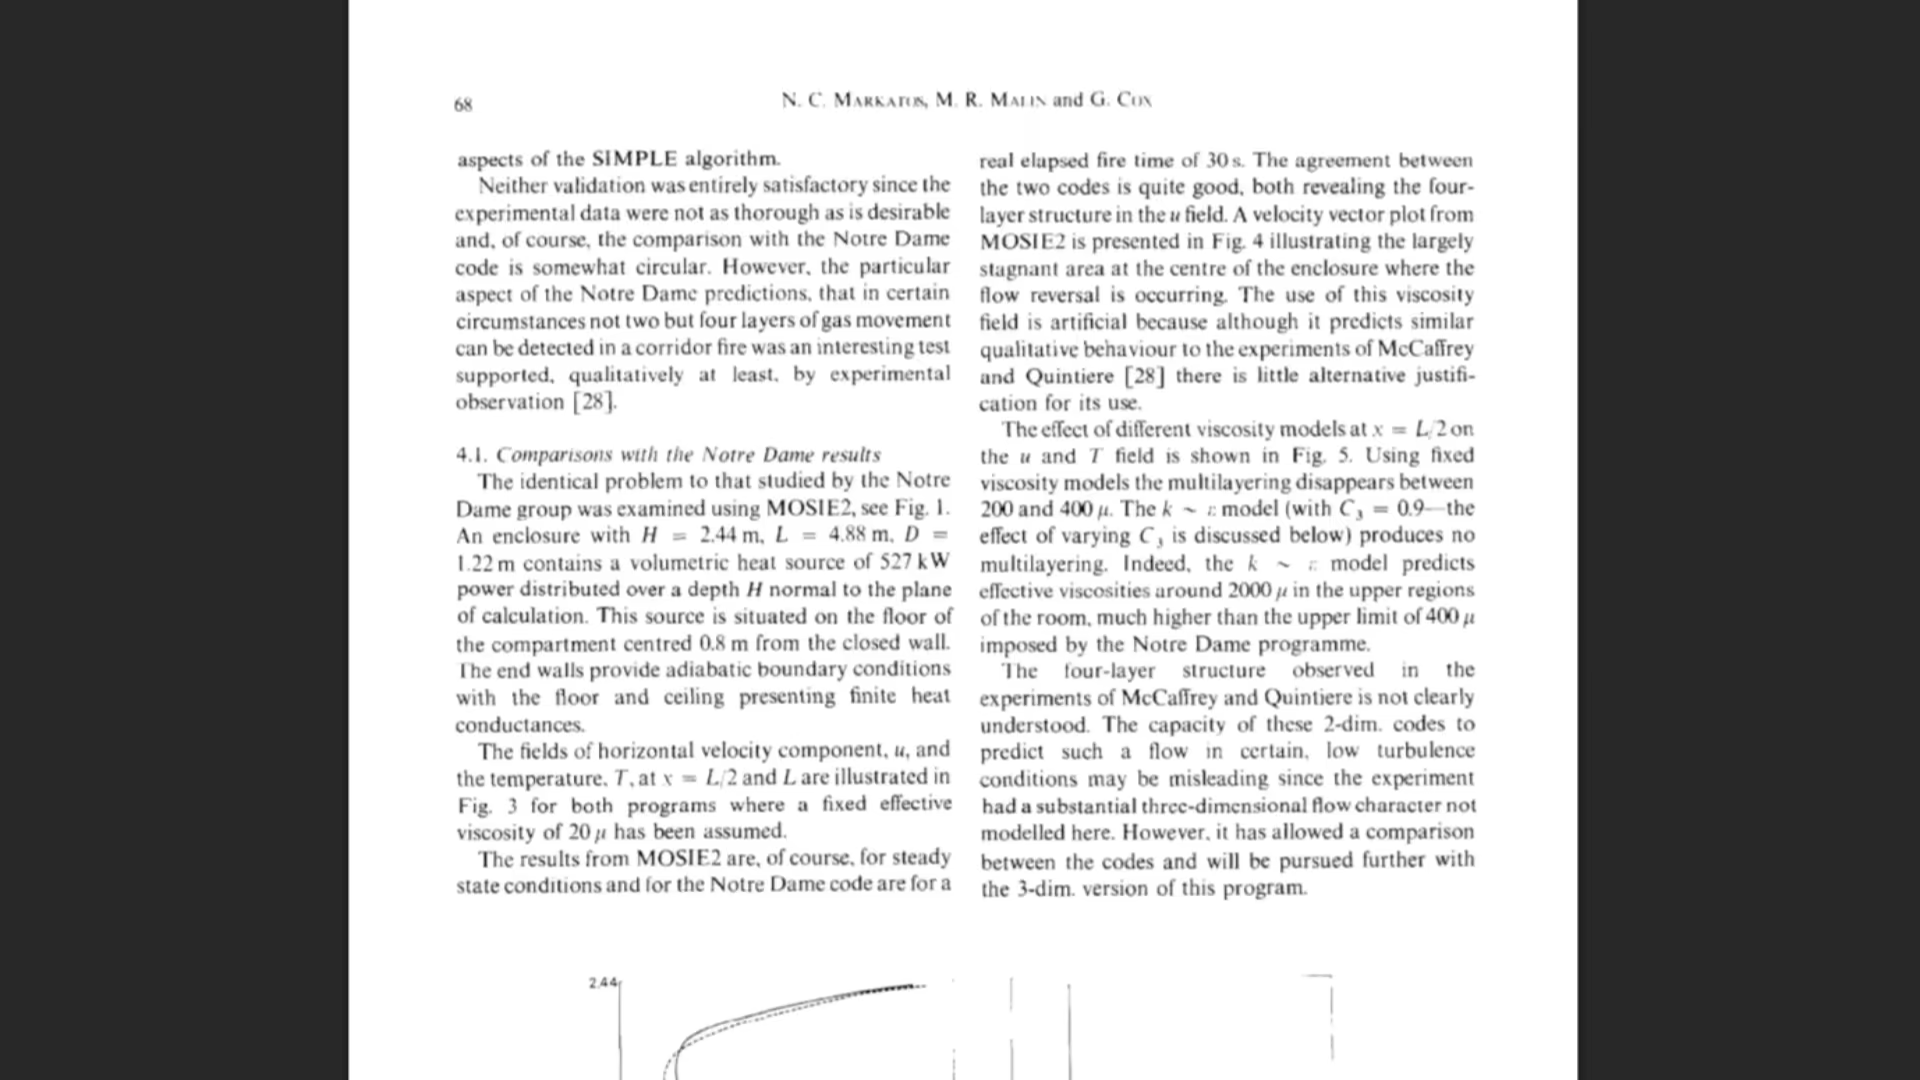 68
N. C. MARKATOS, M. R. MALIN and G. COX
aspects of the SIMPLE algorithm.
Neither validation was entirely satisfactory since the
experimental data were not as thorough as is desirable
and, of course, the comparison with the Notre Dame
code is somewhat circular. However, the particular
aspect of the Notre Dame predictions, that in certain
circumstances not two but four layers of gas movement
can be detected in a corridor fire was an interesting test
supported, qualitatively at least, by experimental
observation [28].
4.1. Comparisons with the Notre Dame results
The identical problem to that studied by the Notre
Dame group was examined using MOSIE2, see Fig. 1.
An enclosure with H = 2.44 m, L = 4.88 m, D =
1.22 m contains a volumetric heat source of 527 kW
power distributed over a depth H normal to the plane
of calculation. This source is situated on the floor of
the compartment centred 0.8 m from the closed wall.
The end walls provide adiabatic boundary conditions
with the floor and ceiling presenting finite heat
conductances.
The fields of horizontal velocity component, u, and
the temperature, T, at x = L/2 and L are illustrated in
Fig. 3 for both programs where a fixed effective
viscosity of 20 μ has been assumed.
The results from MOSIE2 are, of course, for steady
state conditions and for the Notre Dame code are for a
real elapsed fire time of 30 s. The agreement between
the two codes is quite good, both revealing the four-
layer structure in the u field. A velocity vector plot from
MOSIE2 is presented in Fig. 4 illustrating the largely
stagnant area at the centre of the enclosure where the
flow reversal is occurring. The use of this viscosity
field is artificial because although it predicts similar
qualitative behaviour to the experiments of McCaffrey
and Quintiere [28] there is little alternative justifi-
cation for its use.
The effect of different viscosity models at x = L/2 on
the u and T field is shown in Fig. 5. Using fixed
viscosity models the multilayering disappears between
200 and 400 μ. The k ~ ε model (with C₃ = 0.9—the
effect of varying C₃ is discussed below) produces no
multilayering. Indeed, the k ~ ε model predicts
effective viscosities around 2000 μ in the upper regions
of the room, much higher than the upper limit of 400 μ
imposed by the Notre Dame programme.
The four-layer structure observed in the
experiments of McCaffrey and Quintiere is not clearly
understood. The capacity of these 2-dim. codes to
predict such a flow in certain, low turbulence
conditions may be misleading since the experiment
had a substantial three-dimensional flow character not
modelled here. However, it has allowed a comparison
between the codes and will be pursued further with
the 3-dim. version of this program.
2.44